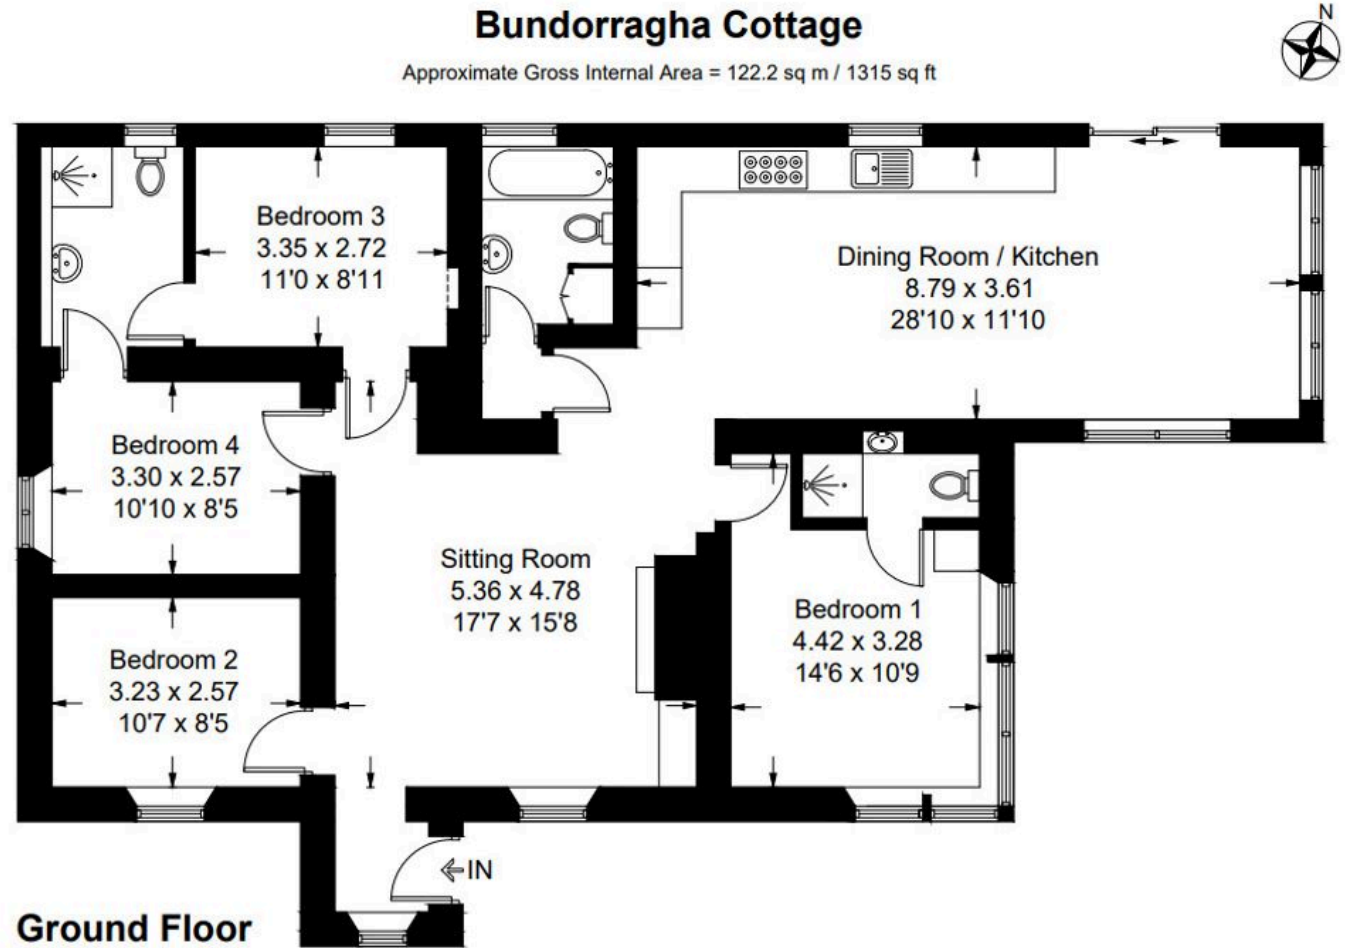 Bundorragha Cottage
Approximate Gross Internal Area = 122.2 sq m / 1315 sq ft
N
Bedroom 3
3.35 x 2.72
11'0 x 8'11
Dining Room / Kitchen
8.79 x 3.61
28'10 x 11'10
Bedroom 4
3.30 x 2.57
10'10 x 8'5
Sitting Room
5.36 x 4.78
17'7 x 15'8
Bedroom 1
4.42 x 3.28
14'6 x 10'9
Bedroom 2
3.23 x 2.57
10'7 x 8'5
IN
Ground Floor